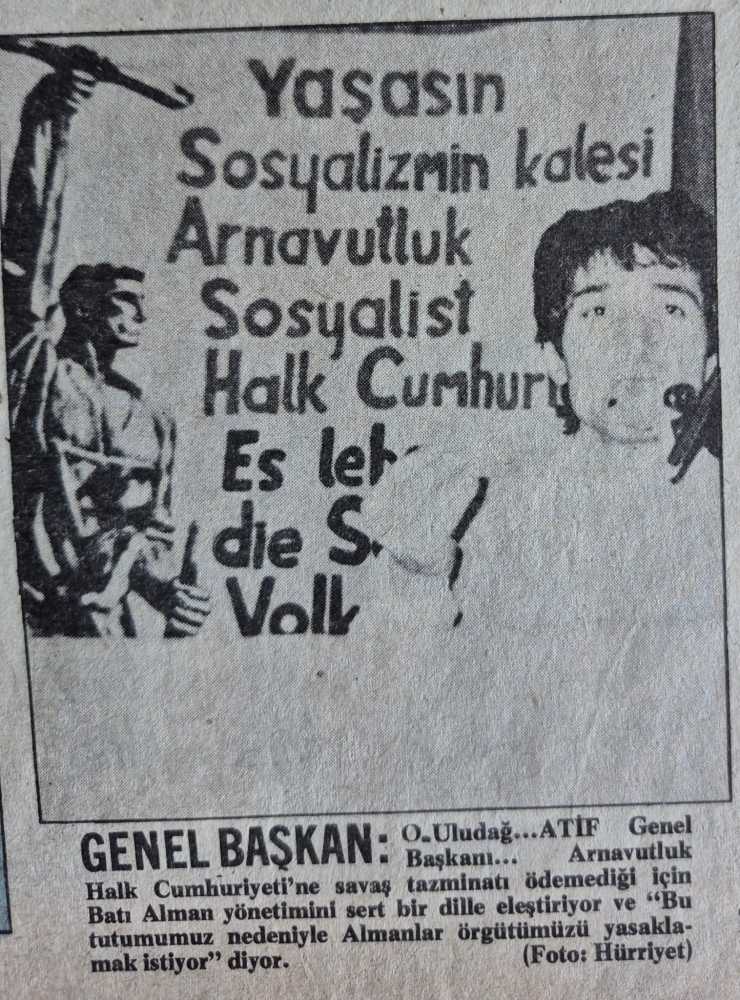 Yaşasın
Sosyalizmin kalesi
Arnavutluk
Sosyalist
Halk Cumhuri
Es leb
die S
Volk
GENEL BAŞKAN: O.Uludağ...ATİF Genel
Başkanı... Arnavutluk
Halk Cumhuriyeti’ne savaş tazminatı ödemediği için
Batı Alman yönetimini sert bir dille eleştiriyor ve “Bu
tutumumuz nedeniyle Almanlar örgütümüzü yasakla-
mak istiyor” diyor. (Foto: Hürriyet)